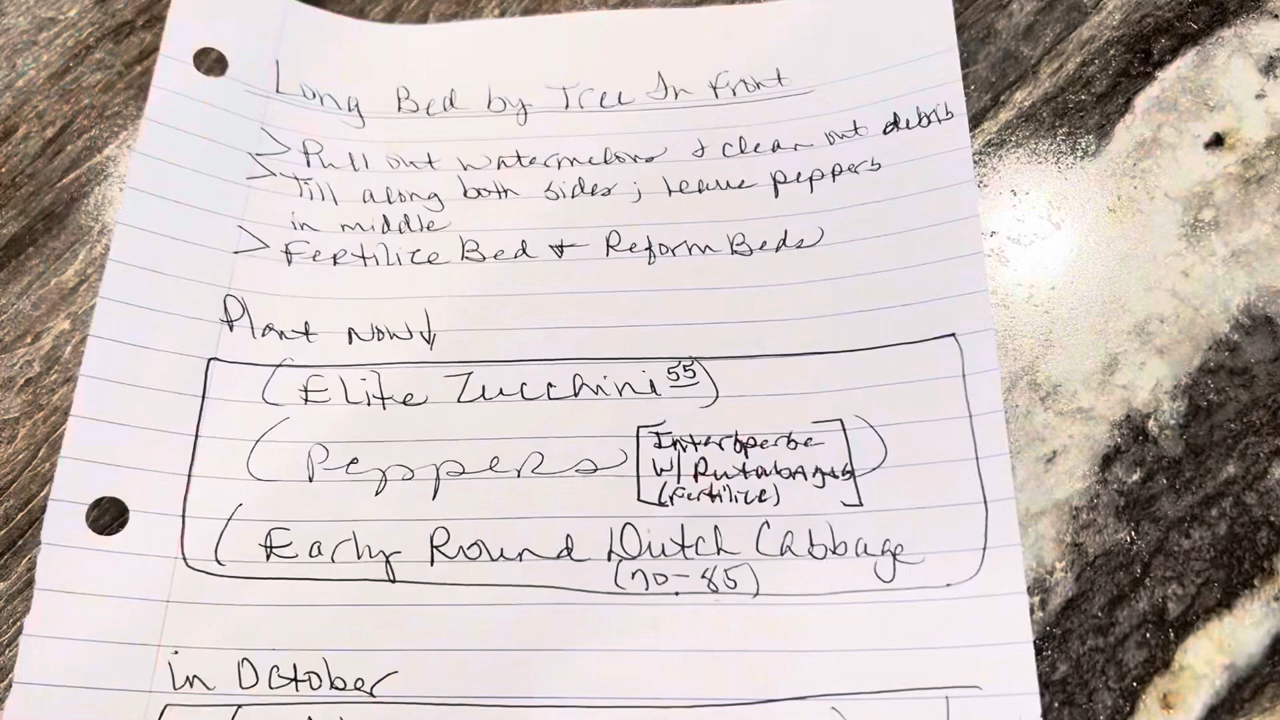 Long Bed by Tree In Front
> Pull out watermelons & clean out debris
> Till along both sides; leave peppers
in middle
> Fertilize Bed & Reform Beds
Plant Now ↓
(Elite Zucchini 55)
(Peppers [Intersperse
w/ Rutabagas
(Fertilize)])
(Early Round Dutch Cabbage
(70-85)
in October